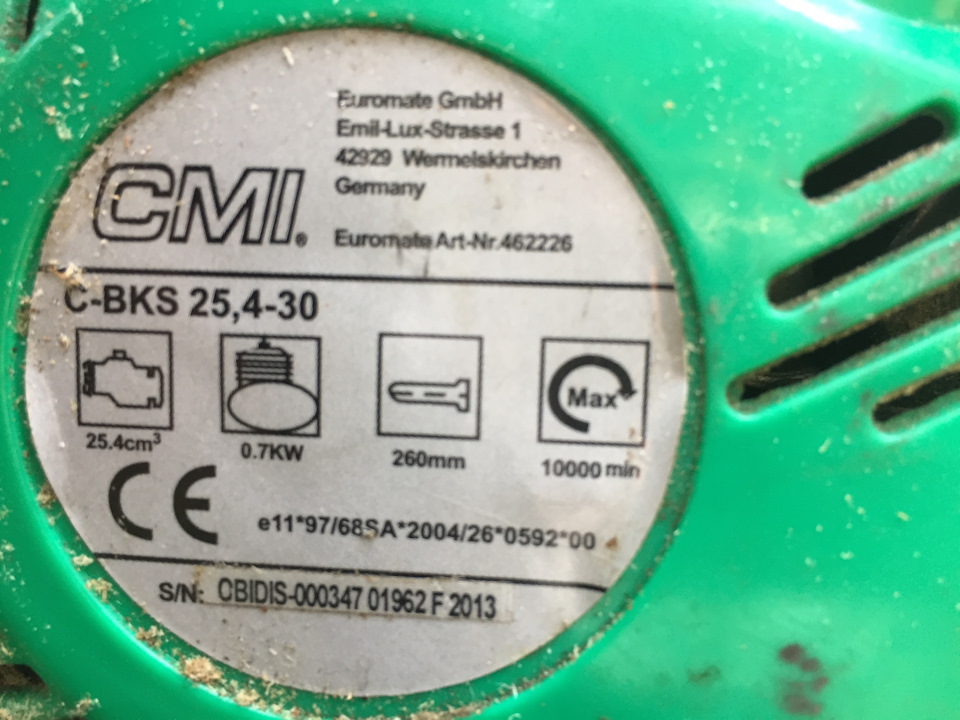 Euromate GmbH
Emil-Lux-Strasse 1
42929 Wermelskirchen
Germany
CMI®
Euromate Art-Nr.462226
C-BKS 25,4-30
Max
25.4cm³
0.7KW
260mm
10000 min
CE
e11*97/68SA*2004/26*0592*00
S/N: OBIDIS-000347 01962 F 2013